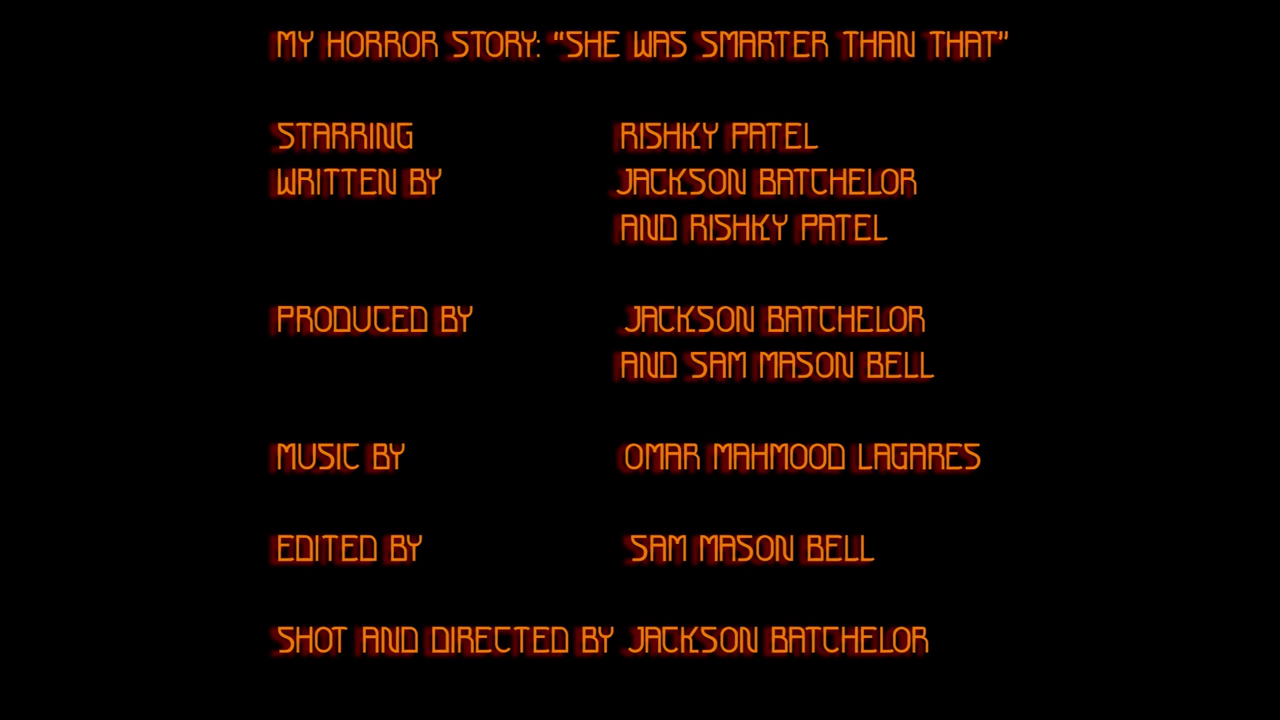 MY HORROR STORY: “SHE WAS SMARTER THAN THAT”
STARRING RISHKY PATEL
WRITTEN BY JACKSON BATCHELOR
AND RISHKY PATEL
PRODUCED BY JACKSON BATCHELOR
AND SAM MASON BELL
MUSIC BY OMAR MAHMOOD LAGARES
EDITED BY SAM MASON BELL
SHOT AND DIRECTED BY JACKSON BATCHELOR